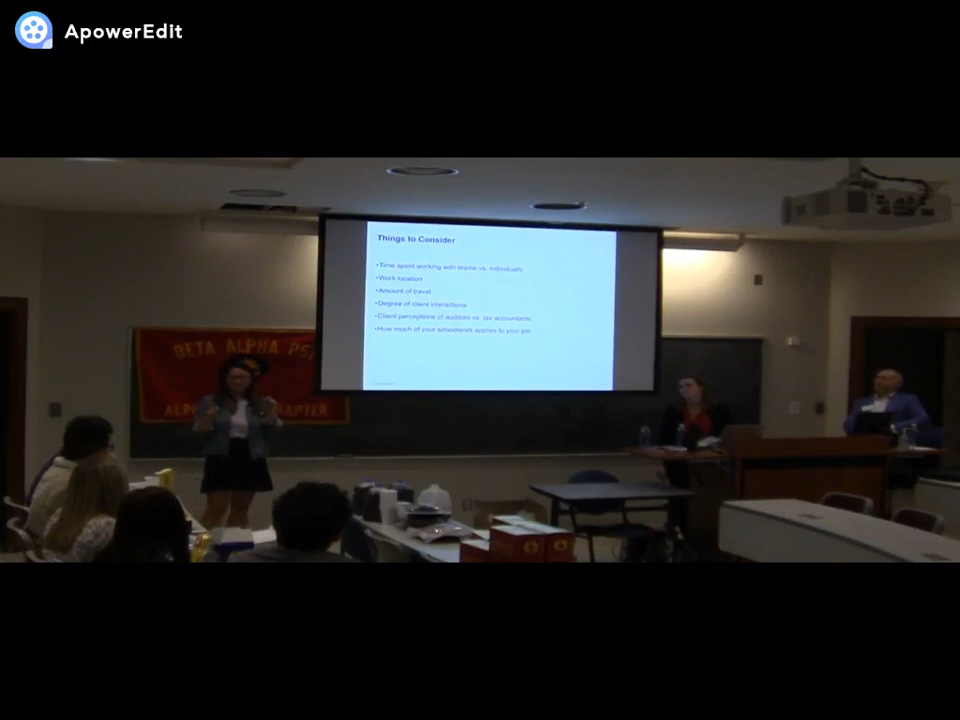 ApowerEdit
Things to Consider
•Time spent working with teams vs. individually
•Work location
•Amount of travel
•Degree of client interactions
•Client perceptions of auditors vs. tax accountants
•How much of your schoolwork applies to your job
BETA ALPHA PSI
CHAPTER